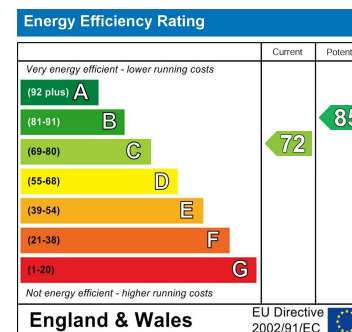 Energy Efficiency Rating
Current
Very energy efficient - lower running costs
(92 plus) A
(81-91) B
(69-80) C
(55-68) D
(39-54) E
(21-38) F
(1-20) G
72
Not energy efficient - higher running costs
England & Wales
EU Directive
2002/91/EC